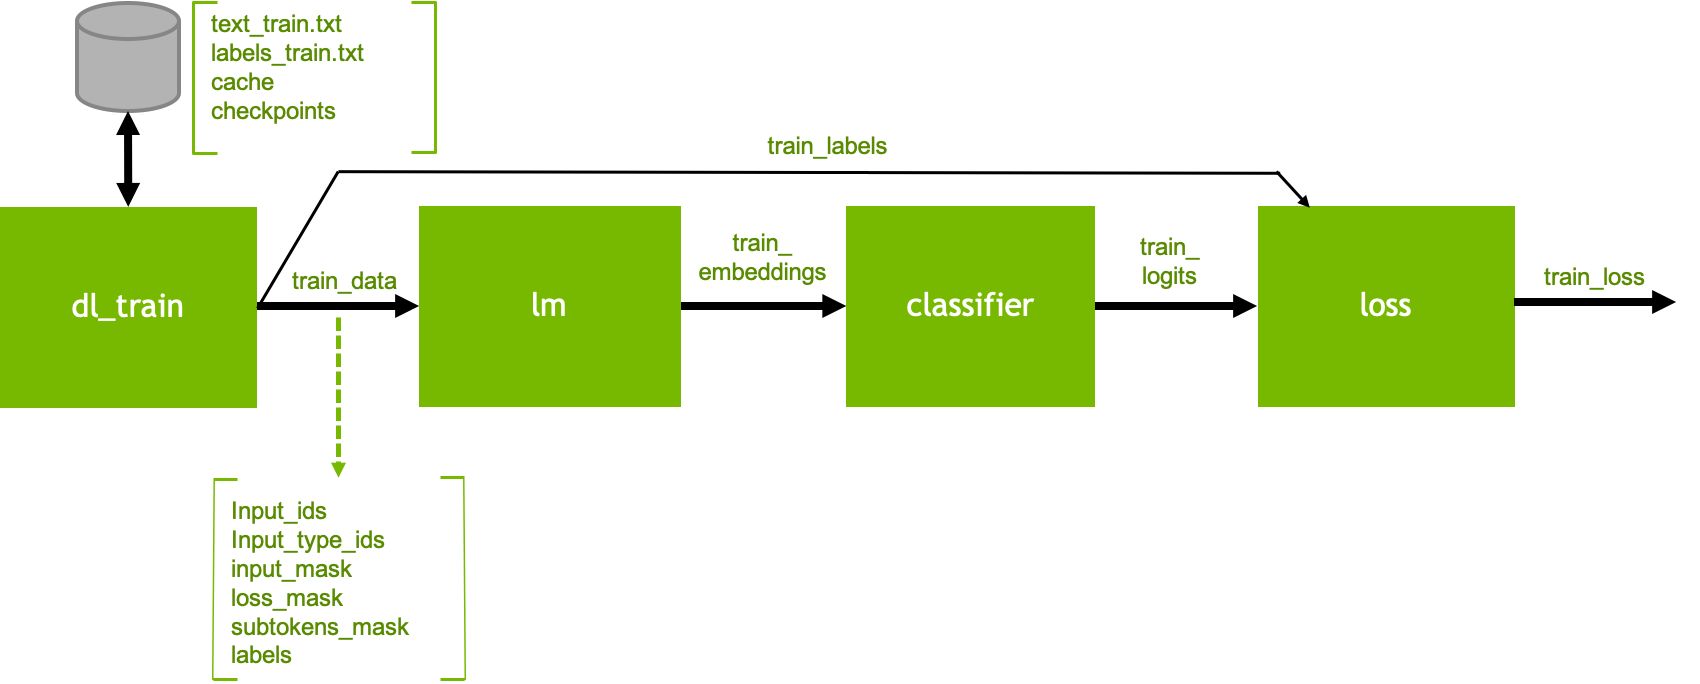 text_train.txt
labels_train.txt
cache
checkpoints
train_labels
dl_train
train_data
lm
train_
embeddings
classifier
train_
logits
loss
train_loss
Input_ids
Input_type_ids
input_mask
loss_mask
subtokens_mask
labels